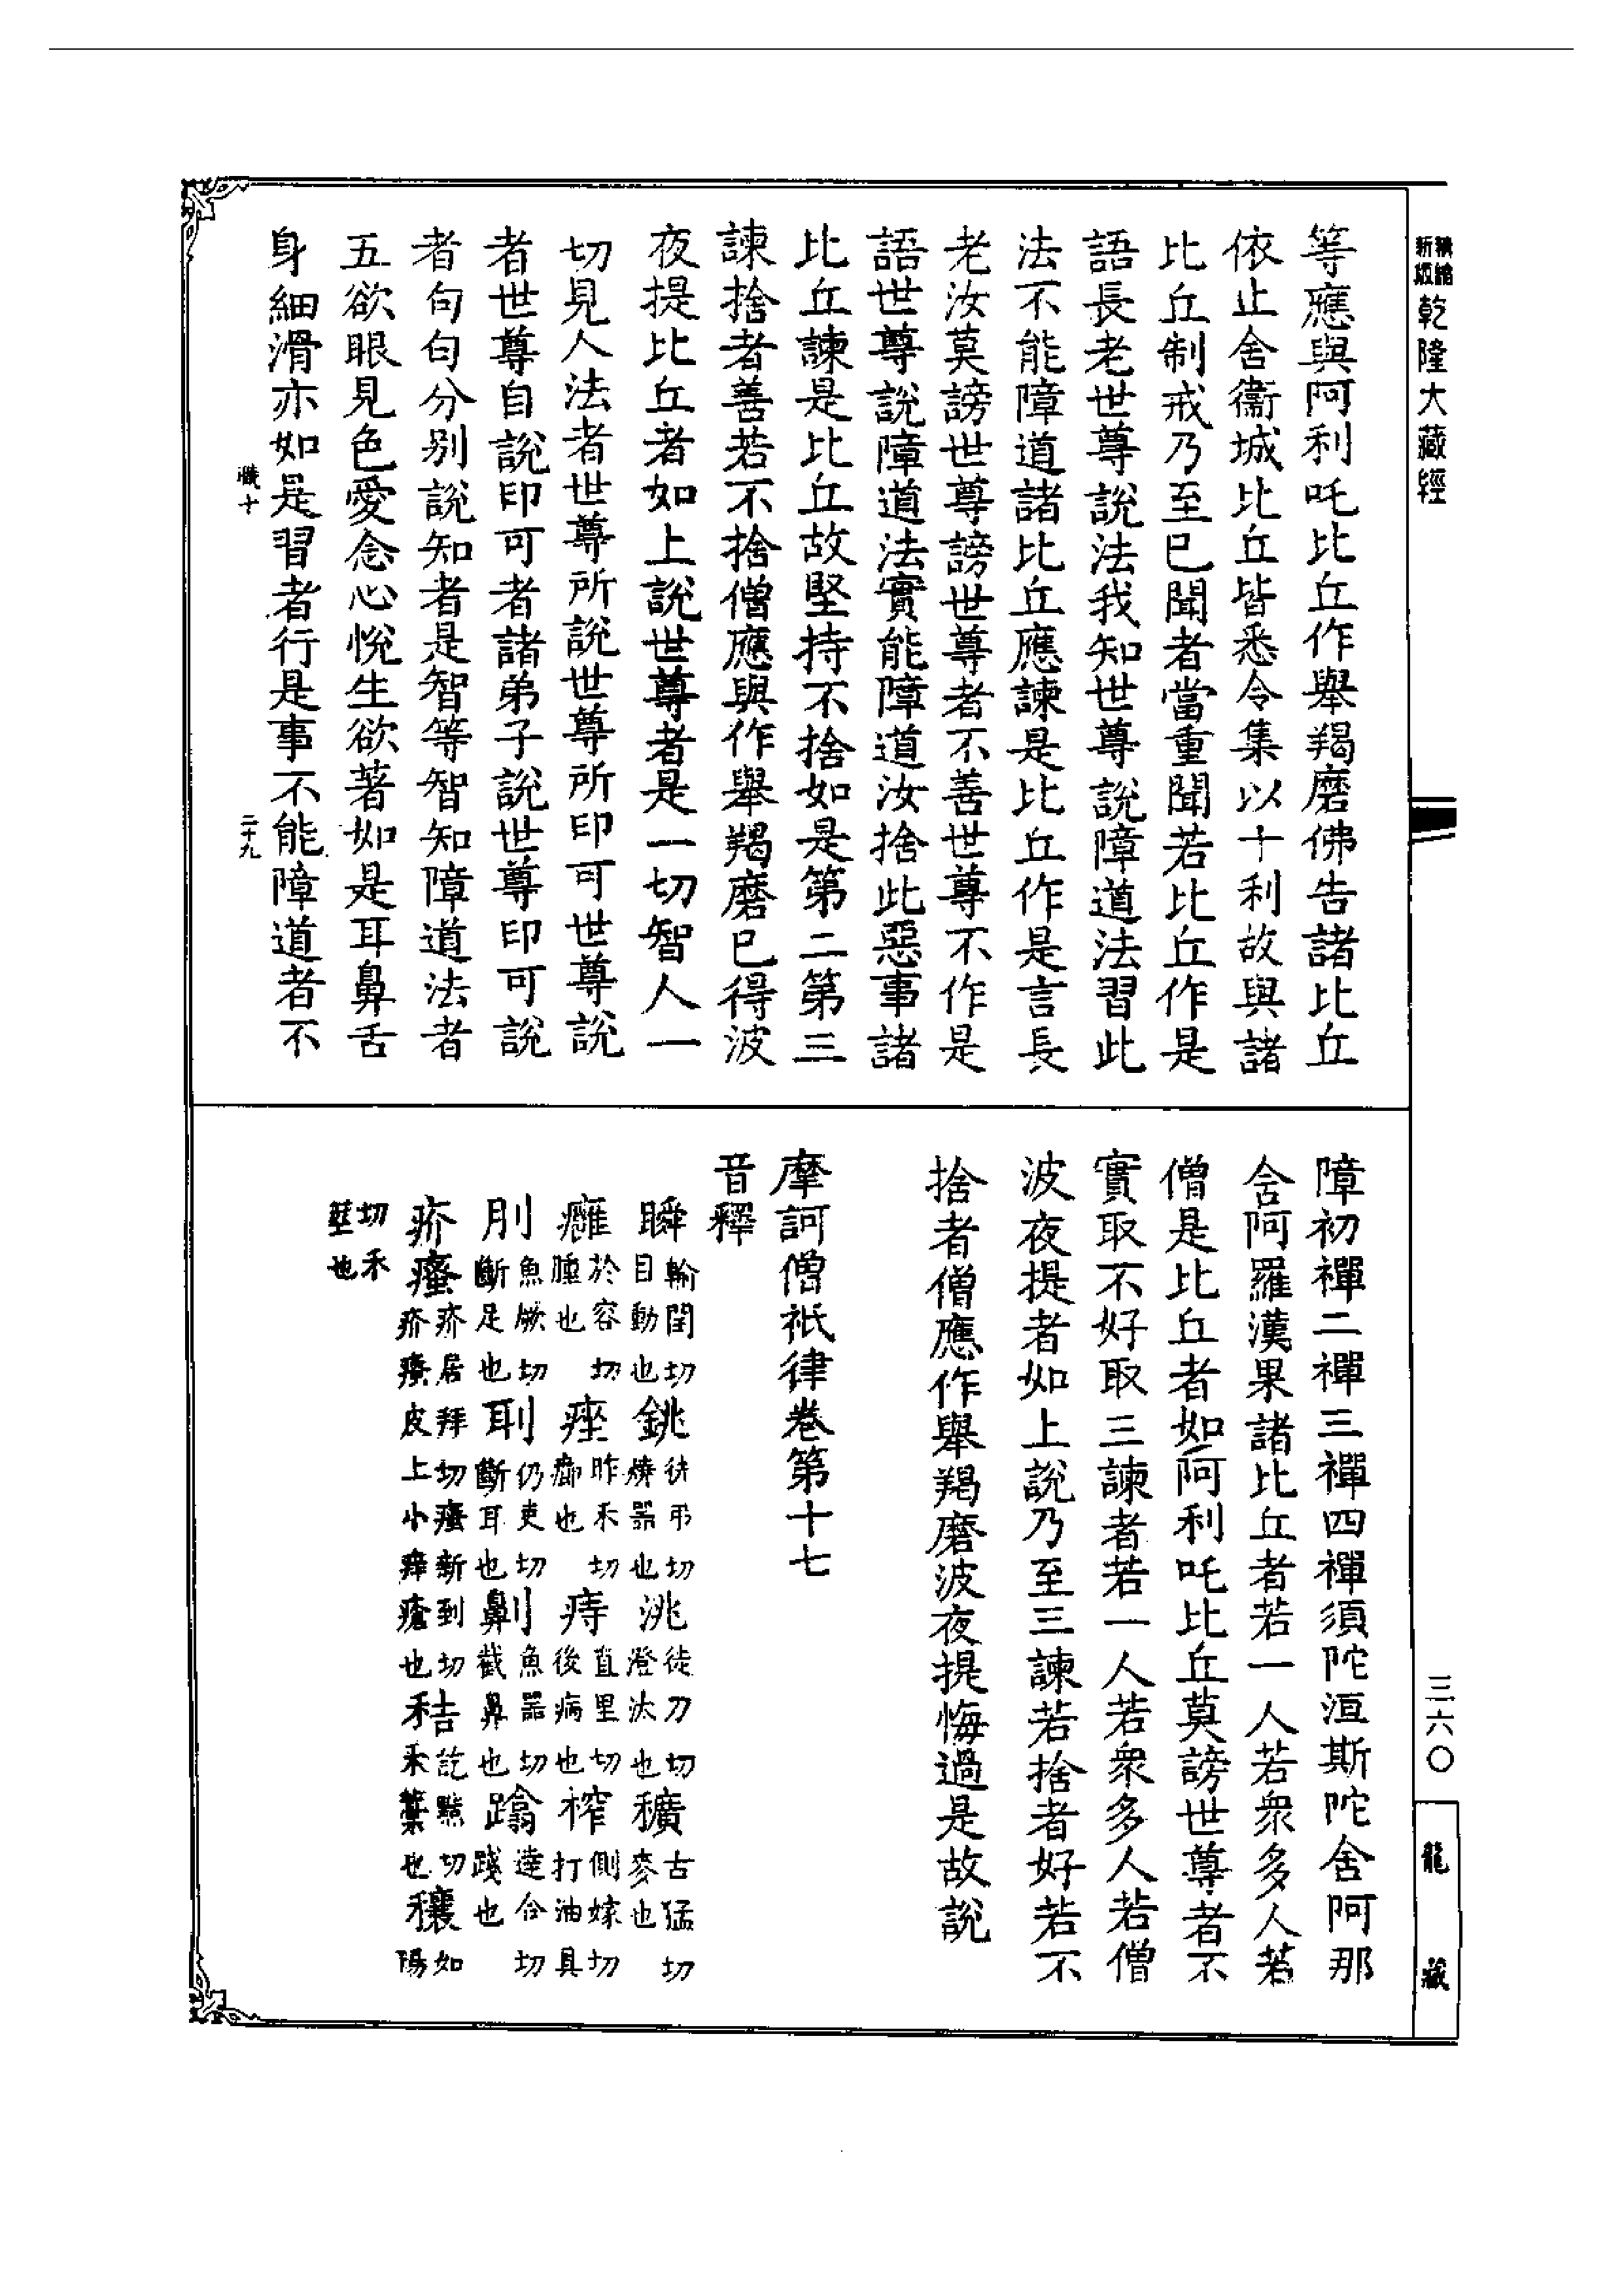 新版 精縮 乾隆大藏經
等應與阿利吒比丘作舉羯磨佛告諸比丘
依止舍衞城比丘皆悉令集以十利故與諸
比丘制戒乃至已聞者當重聞若比丘作是
語長老世尊說法我知世尊說障道法習此
法不能障道諸比丘應諫是比丘作是言長
老汝莫謗世尊謗世尊者不善世尊不作是
語世尊說障道法實能障道汝捨此惡事諸
比丘諫是比丘故堅持不捨如是第二第三
諫捨者善若不捨僧應與作舉羯磨已得波
夜提比丘者如上說世尊者是一切智人一
切見人法者世尊所說世尊所印可世尊說
者世尊自說印可者諸弟子說世尊印可說
者句句分别說知者是智等智知障道法者
五欲眼見色愛念心悅生欲著如是耳鼻舌
身細滑亦如是習者行是事不能障道者不
職十 二十九
障初禪二禪三禪四禪須陀洹斯陀舍阿那
含阿羅漢果諸比丘者若一人若衆多人若
僧是比丘者如阿利吒比丘莫謗世尊者不
實取不好取三諫者若一人若衆多人若僧
波夜提者如上說乃至三諫若捨者好若不
捨者僧應作舉羯磨波夜提悔過是故說
摩訶僧祇律卷第十七
音釋
瞬輸閏切目動也銚徒弔切燒器也洮徒刀切澄汰也穬古猛切麥也
癰於容切腫也痤昨禾切癤也痔直里切後病也榨側嫁切打油具
刖魚厥切斷足也刵仍吏切斷耳也劓魚器切截鼻也蹹達合切踐也
疥瘙疥居拜切瘙新到切疥癢皮上小痒瘡也秸訖黠切禾藁也穰如陽
切禾莖也
三六〇
龍藏